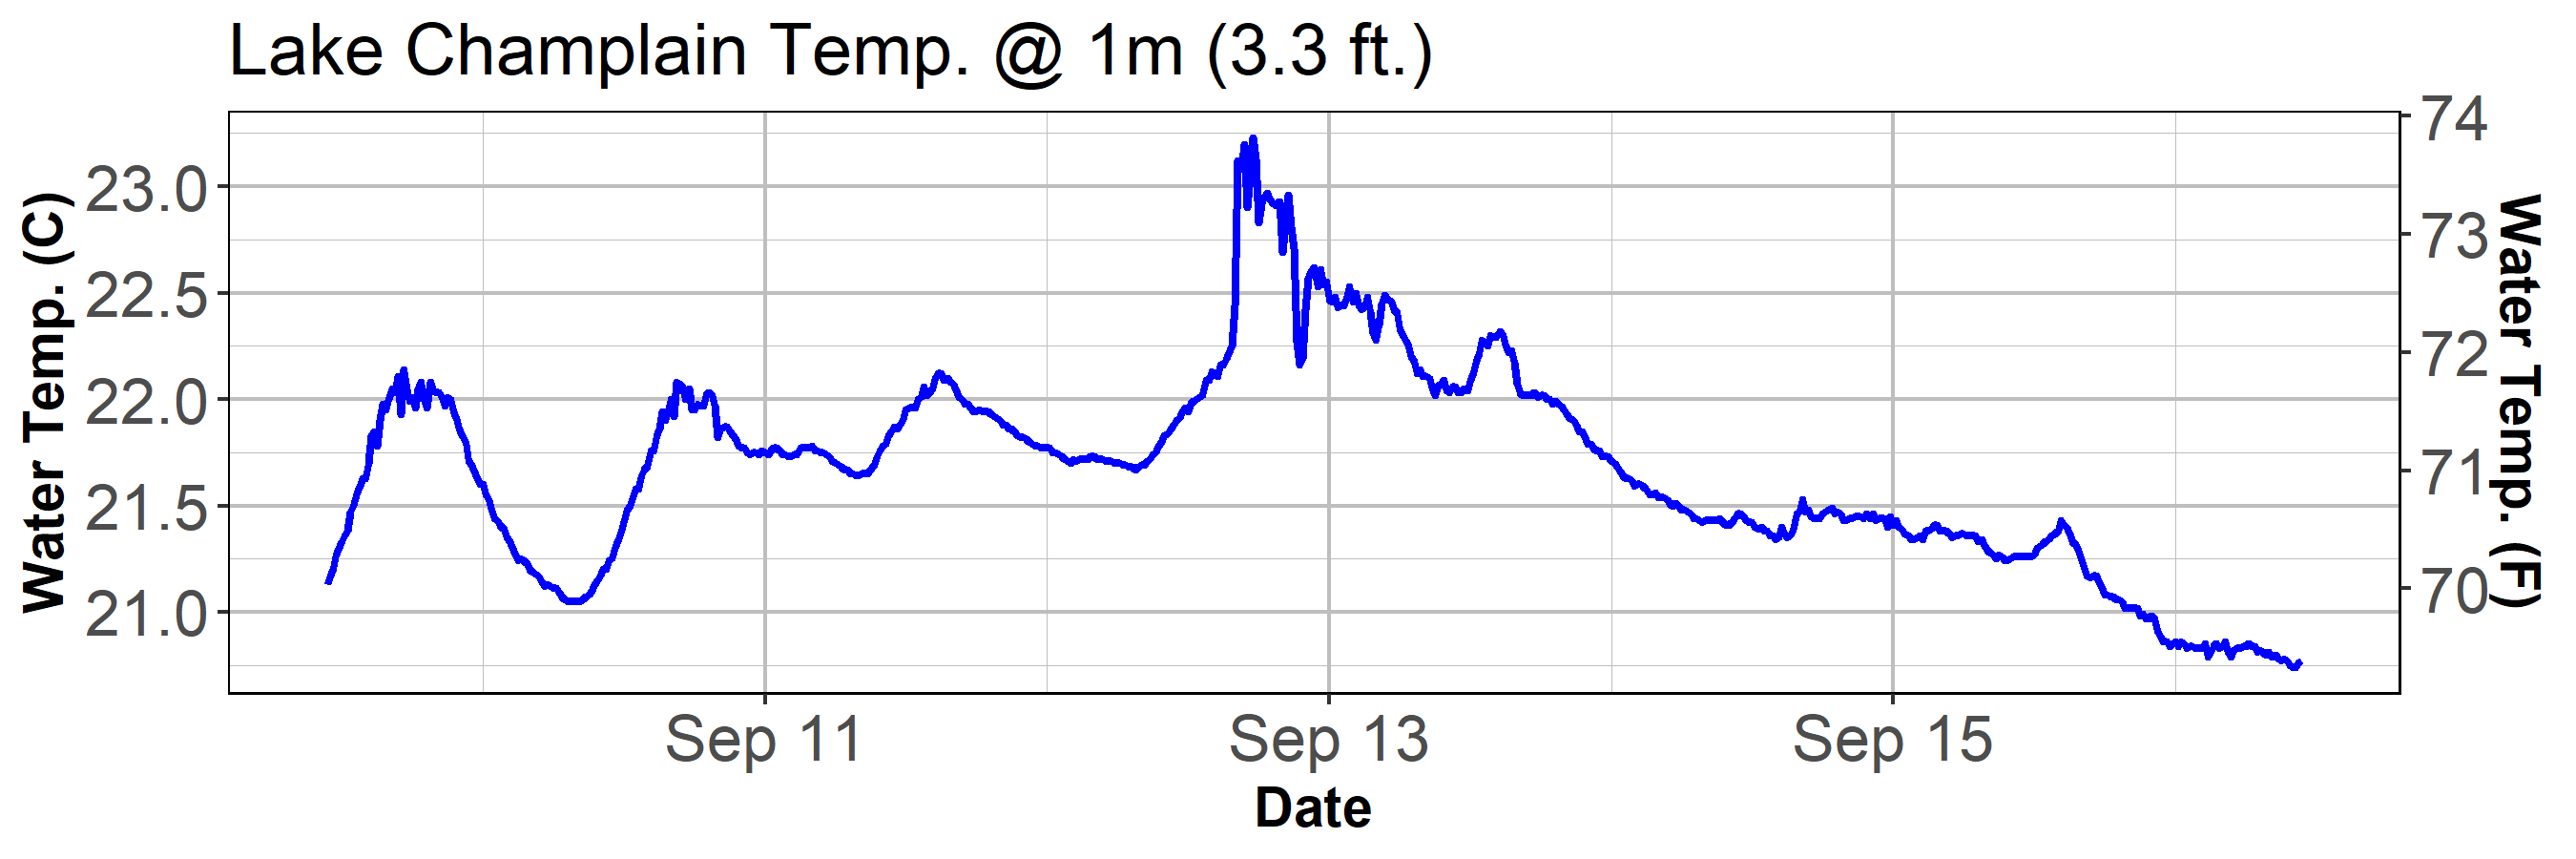 Lake Champlain Temp. @ 1m (3.3 ft.)
Water Temp. (C)
23.0
22.5
22.0
21.5
21.0
74
73
72
71
70
Water Temp. (F)
Sep 11
Sep 13
Sep 15
Date